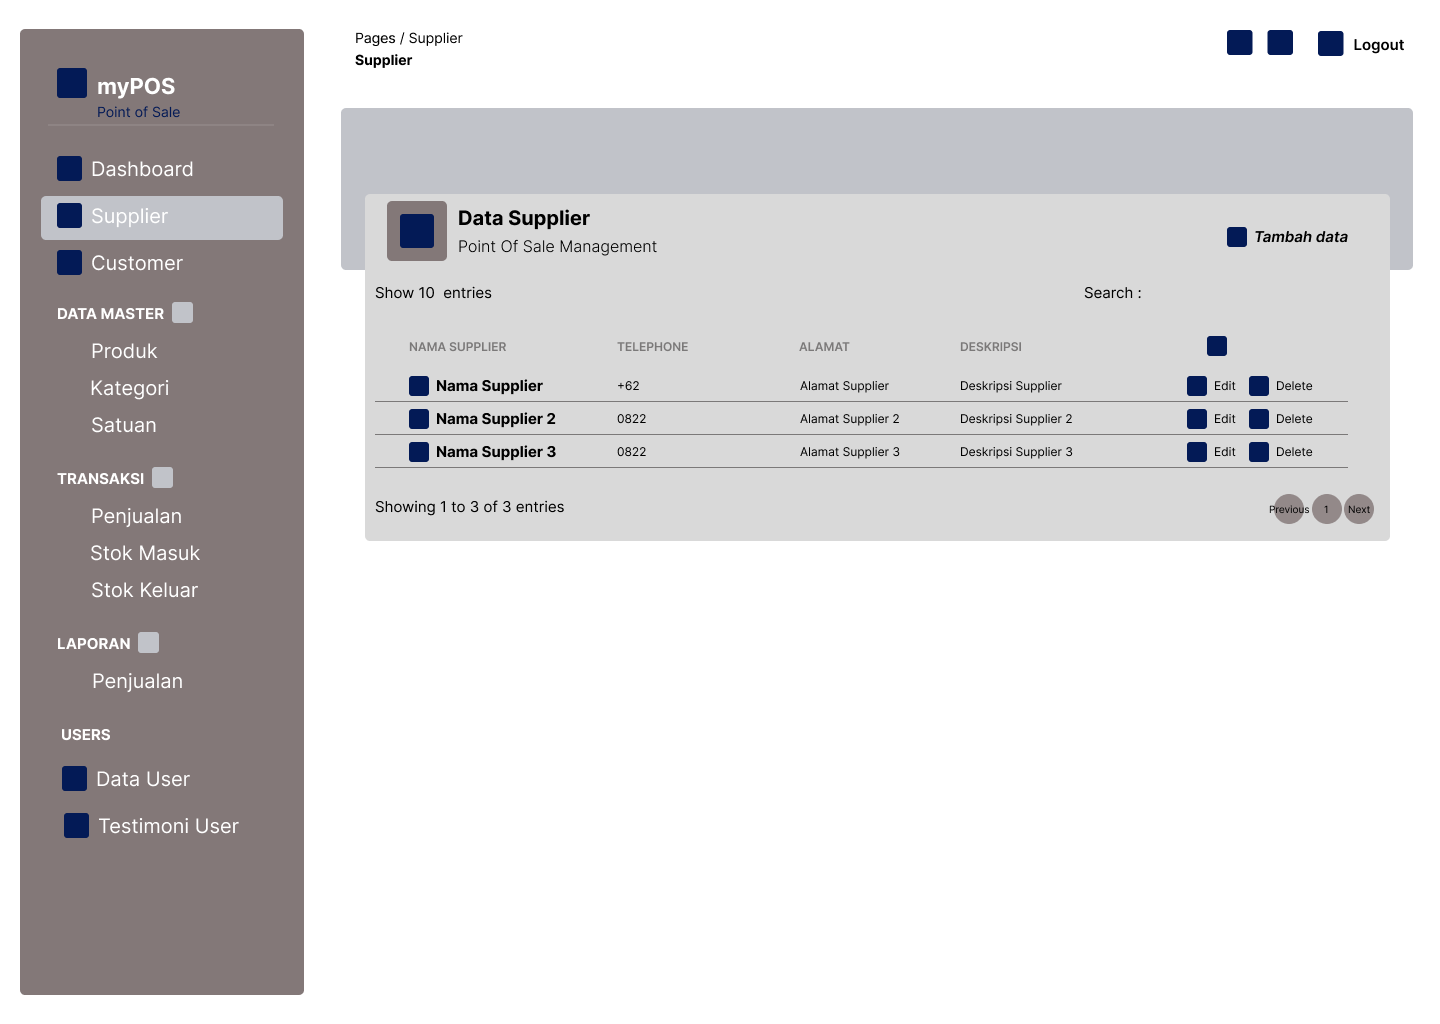 myPOS
Point of Sale
Dashboard
Supplier
Customer
DATA MASTER
Produk
Kategori
Satuan
TRANSAKSI
Penjualan
Stok Masuk
Stok Keluar
LAPORAN
Penjualan
USERS
Data User
Testimoni User
Pages / Supplier
Supplier
Logout
Data Supplier
Point Of Sale Management
Tambah data
Show 10 entries
Search :
NAMA SUPPLIER TELEPHONE ALAMAT DESKRIPSI
Nama Supplier +62 Alamat Supplier Deskripsi Supplier Edit Delete
Nama Supplier 2 0822 Alamat Supplier 2 Deskripsi Supplier 2 Edit Delete
Nama Supplier 3 0822 Alamat Supplier 3 Deskripsi Supplier 3 Edit Delete
Showing 1 to 3 of 3 entries
Previous 1 Next